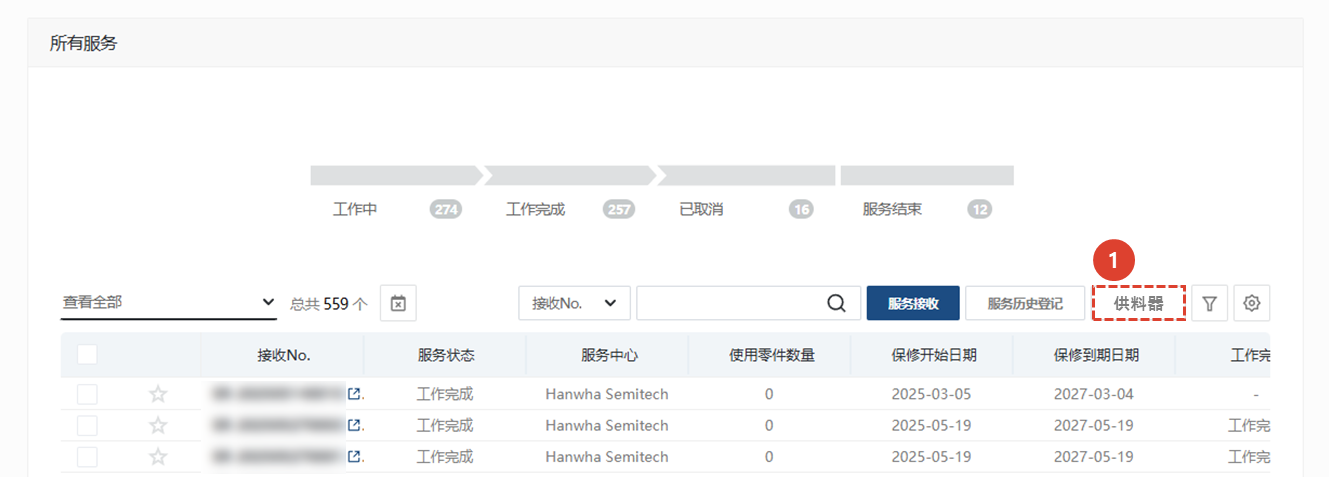 所有服务
工作中 274 工作完成 257 已取消 16 服务结束 12
1
查看全部 总共 559 个 接收No. 服务接收 服务历史登记 供料器
接收No. 服务状态 服务中心 使用零件数量 保修开始日期 保修到期日期 工作完
工作完成 Hanwha Semitech 0 2025-03-05 2027-03-04 -
工作完成 Hanwha Semitech 0 2025-05-19 2027-05-19 工作完
工作完成 Hanwha Semitech 0 2025-05-19 2027-05-19 工作完